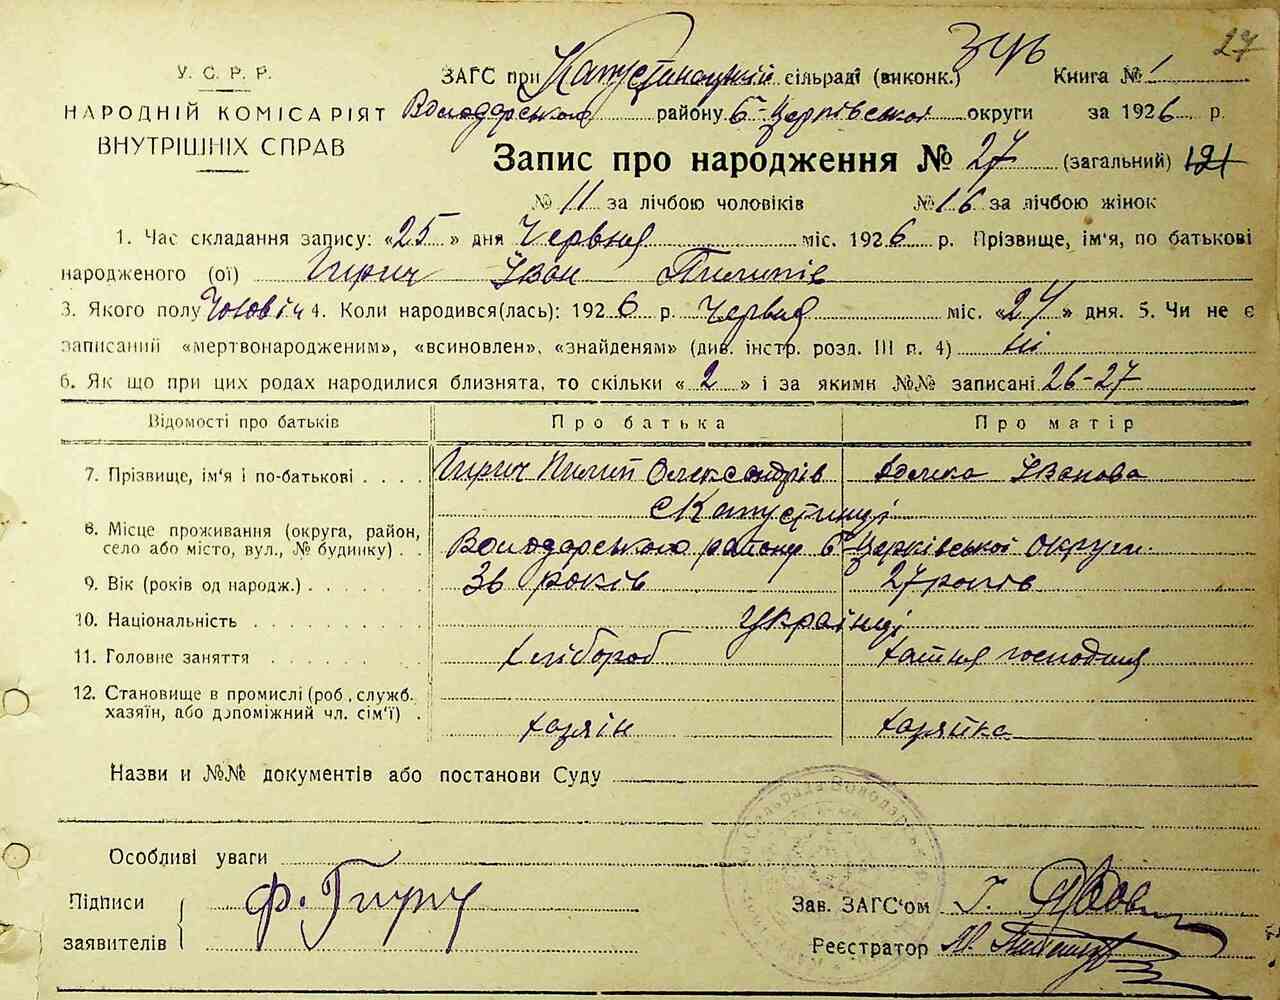 27
У. С. Р. Р.
НАРОДНІЙ КОМІСАРІЯТ
ВНУТРІШНІХ СПРАВ
ЗАГС при Капустинецькій сільраді (виконк.) Книга № 1
Володарського району Б-Церківської округи за 1926 р.
Запис про народження № 27 (загальний) 121
№ 11 за лічбою чоловіків № 16 за лічбою жінок
1. Час складання запису: «25» дня Червня міс. 1926 р. Прізвище, ім'я, по батькові
народженого (ої) Гирич Іван Пилипів
3. Якого полу Чоловіч 4. Коли народився(лась): 1926 р. Червня міс. «24» дня. 5. Чи не є
записаний «мертвонародженим», «всиновлен», «знайденям» (див. інстр. розд. III п. 4) ні
6. Як що при цих родах народилися близнята, то скільки «2» і за якими №№ записані 26-27
Відомості про батьків Про батька Про матір
7. Прізвище, ім'я і по-батькові Гирич Пилип Олександрів Іванова
с Капустинці
8. Місце проживання (округа, район,
село або місто, вул., № будинку) Володарського району Б-Церківської округи
9. Вік (років од народж.) 36 років 27 років
10. Національність українці
11. Головне заняття хлібороб хатня господиня
12. Становище в промислі (роб., служб.
хазяїн, або допоміжний чл. сім'ї) хазяїн хазяйка
Назви и №№ документів або постанови Суду
Особливі уваги
Підписи
заявителів
Ф. Гирич
Зав. ЗАГС'ом
Реєстратор